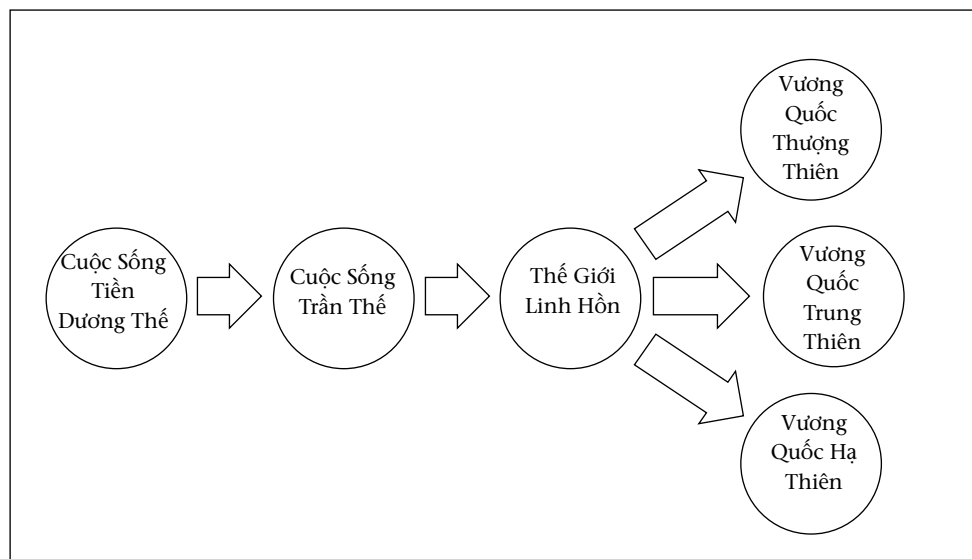 Cuộc Sống
Tiền
Dương Thế
Cuộc Sống
Trần Thế
Thế Giới
Linh Hồn
Vương
Quốc
Thượng
Thiên
Vương
Quốc
Trung
Thiên
Vương
Quốc Hạ
Thiên